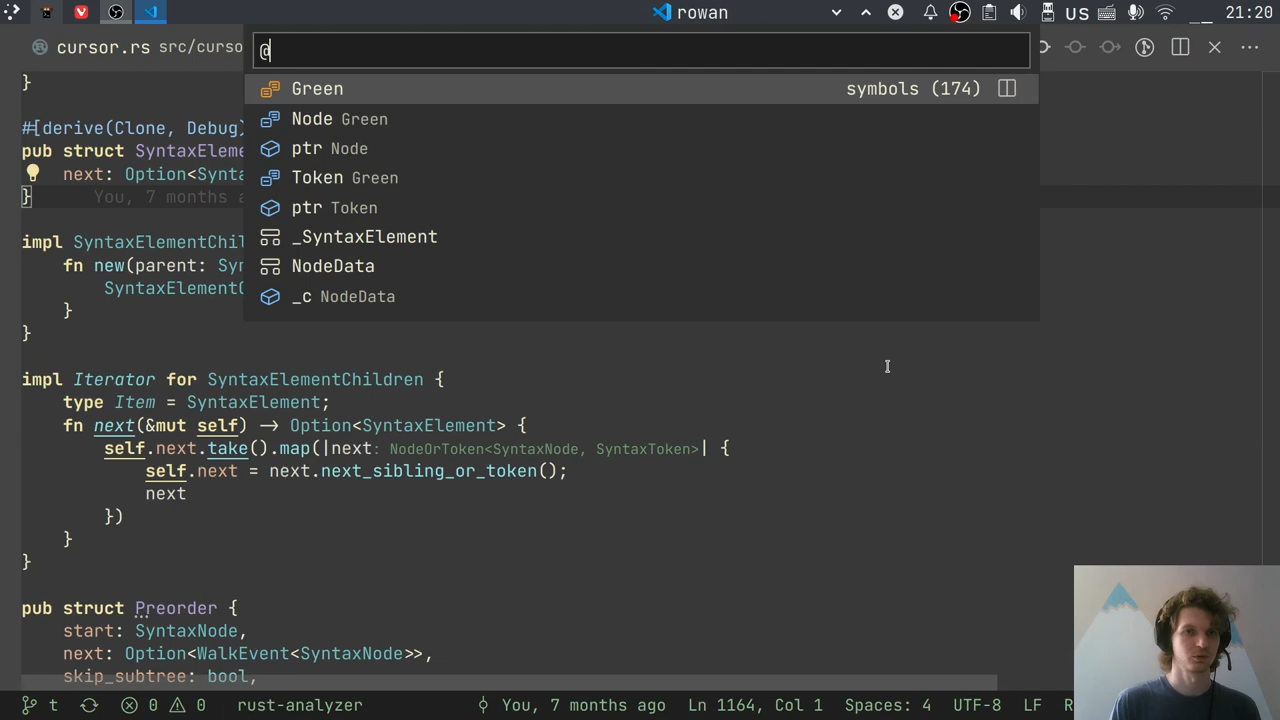 rowan
US
21:20
cursor.rs src/curso
@
Green symbols (174)
Node Green
ptr Node
Token Green
ptr Token
_SyntaxElement
NodeData
_c NodeData
}
#[derive(Clone, Debug)
pub struct SyntaxEleme
next: Option<Synta
} You, 7 months a
impl SyntaxElementChil
fn new(parent: Syn
SyntaxElementC
}
}
impl Iterator for SyntaxElementChildren {
type Item = SyntaxElement;
fn next(&mut self) -> Option<SyntaxElement> {
self.next.take().map(|next: NodeOrToken<SyntaxNode, SyntaxToken>| {
self.next = next.next_sibling_or_token();
next
})
}
}
pub struct Preorder {
start: SyntaxNode,
next: Option<WalkEvent<SyntaxNode>>,
skip_subtree: bool,
t 0 0 rust-analyzer You, 7 months ago Ln 1164, Col 1 Spaces: 4 UTF-8 LF R